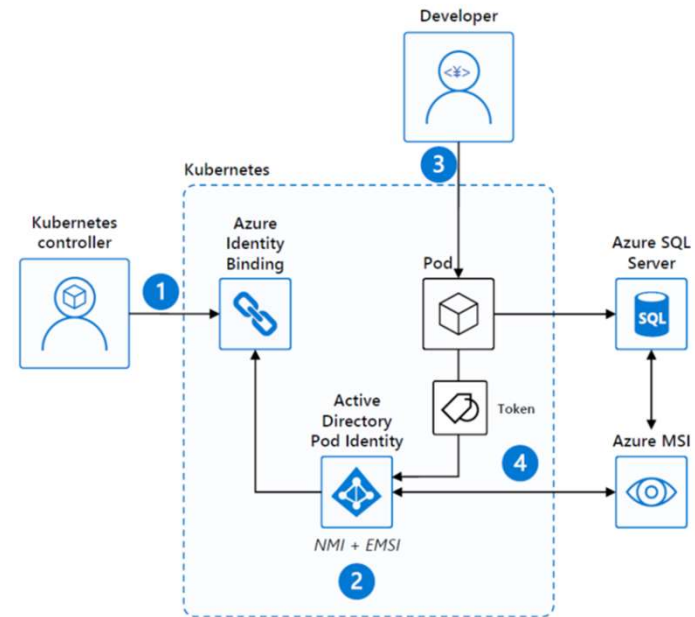 Developer
<¥>
3
Kubernetes
Kubernetes
controller
1
Azure
Identity
Binding
Pod
Azure SQL
Server
SQL
Active
Directory
Pod Identity
Token
4
Azure MSI
NMI + EMSI
2